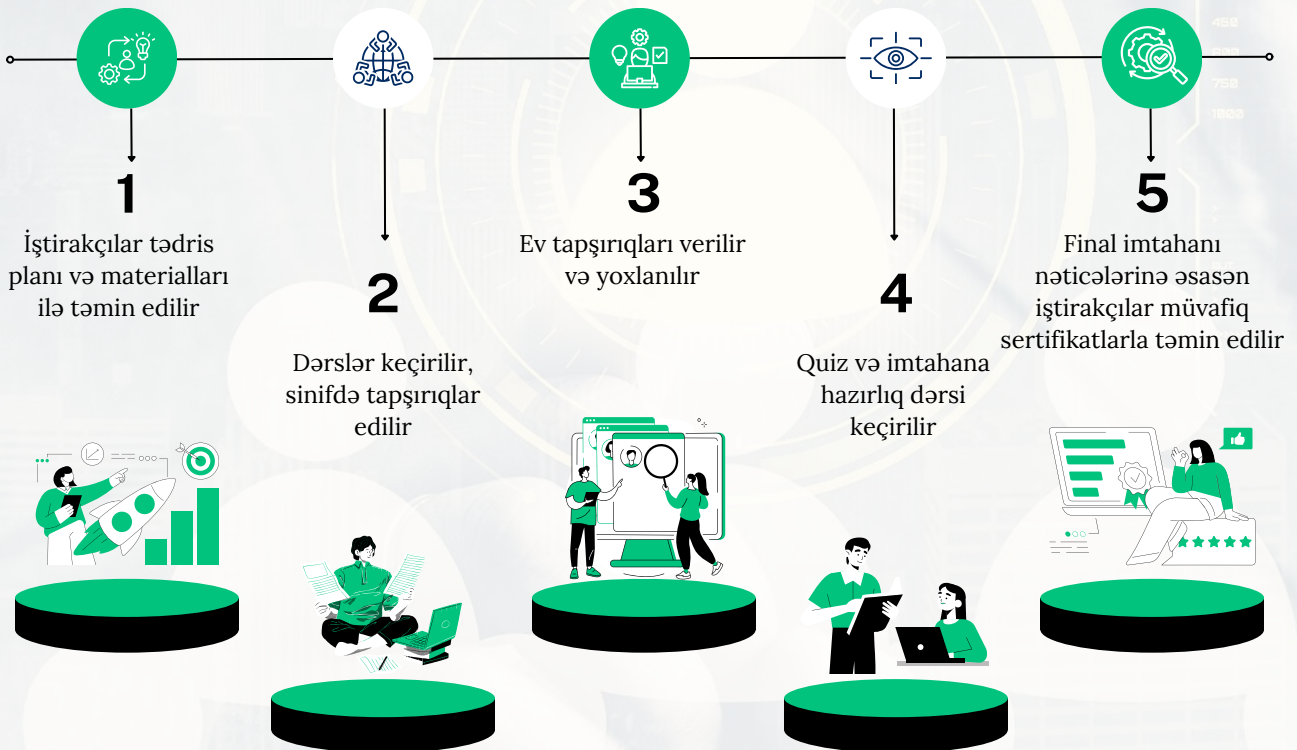 1
İştirakçılar tədris
planı və materialları
ilə təmin edilir
2
Dərslər keçirilir,
sinifdə tapşırıqlar
edilir
3
Ev tapşırıqları verilir
və yoxlanılır
4
Quiz və imtahana
hazırlıq dərsi
keçirilir
5
Final imtahanı
nəticələrinə əsasən
iştirakçılar müvafiq
sertifikatlarla təmin edilir
750